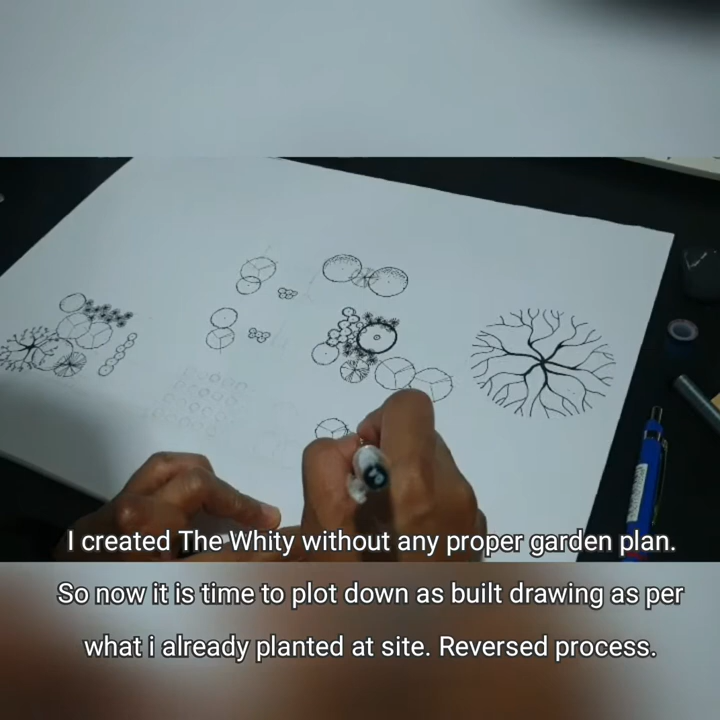 I created The Whity without any proper garden plan.
So now it is time to plot down as built drawing as per
what i already planted at site. Reversed process.